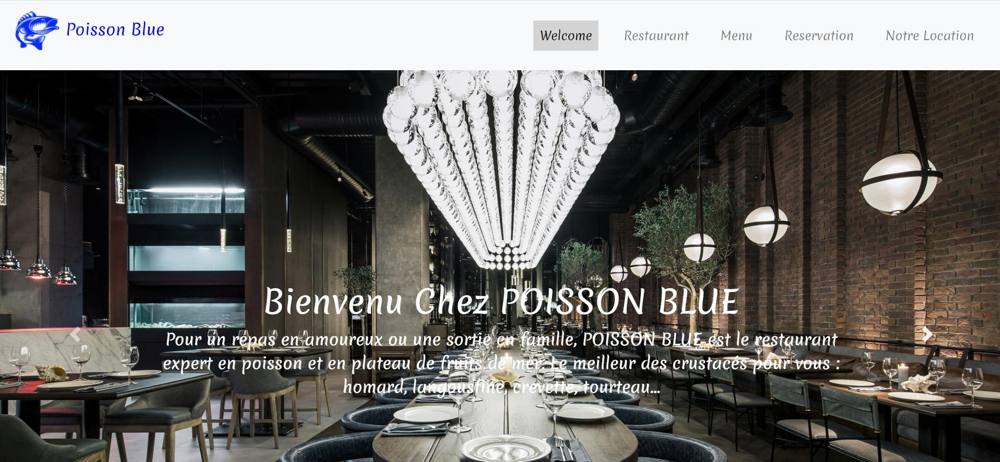 Poisson Blue
Welcome
Restaurant
Menu
Reservation
Notre Location
Bienvenu Chez POISSON BLUE
Pour un repas en amoureux ou une sortie en famille, POISSON BLUE est le restaurant
expert en poisson et en plateau de fruits de mer. Le meilleur des crustacés pour vous :
homard, langoustine, crevette, tourteau...